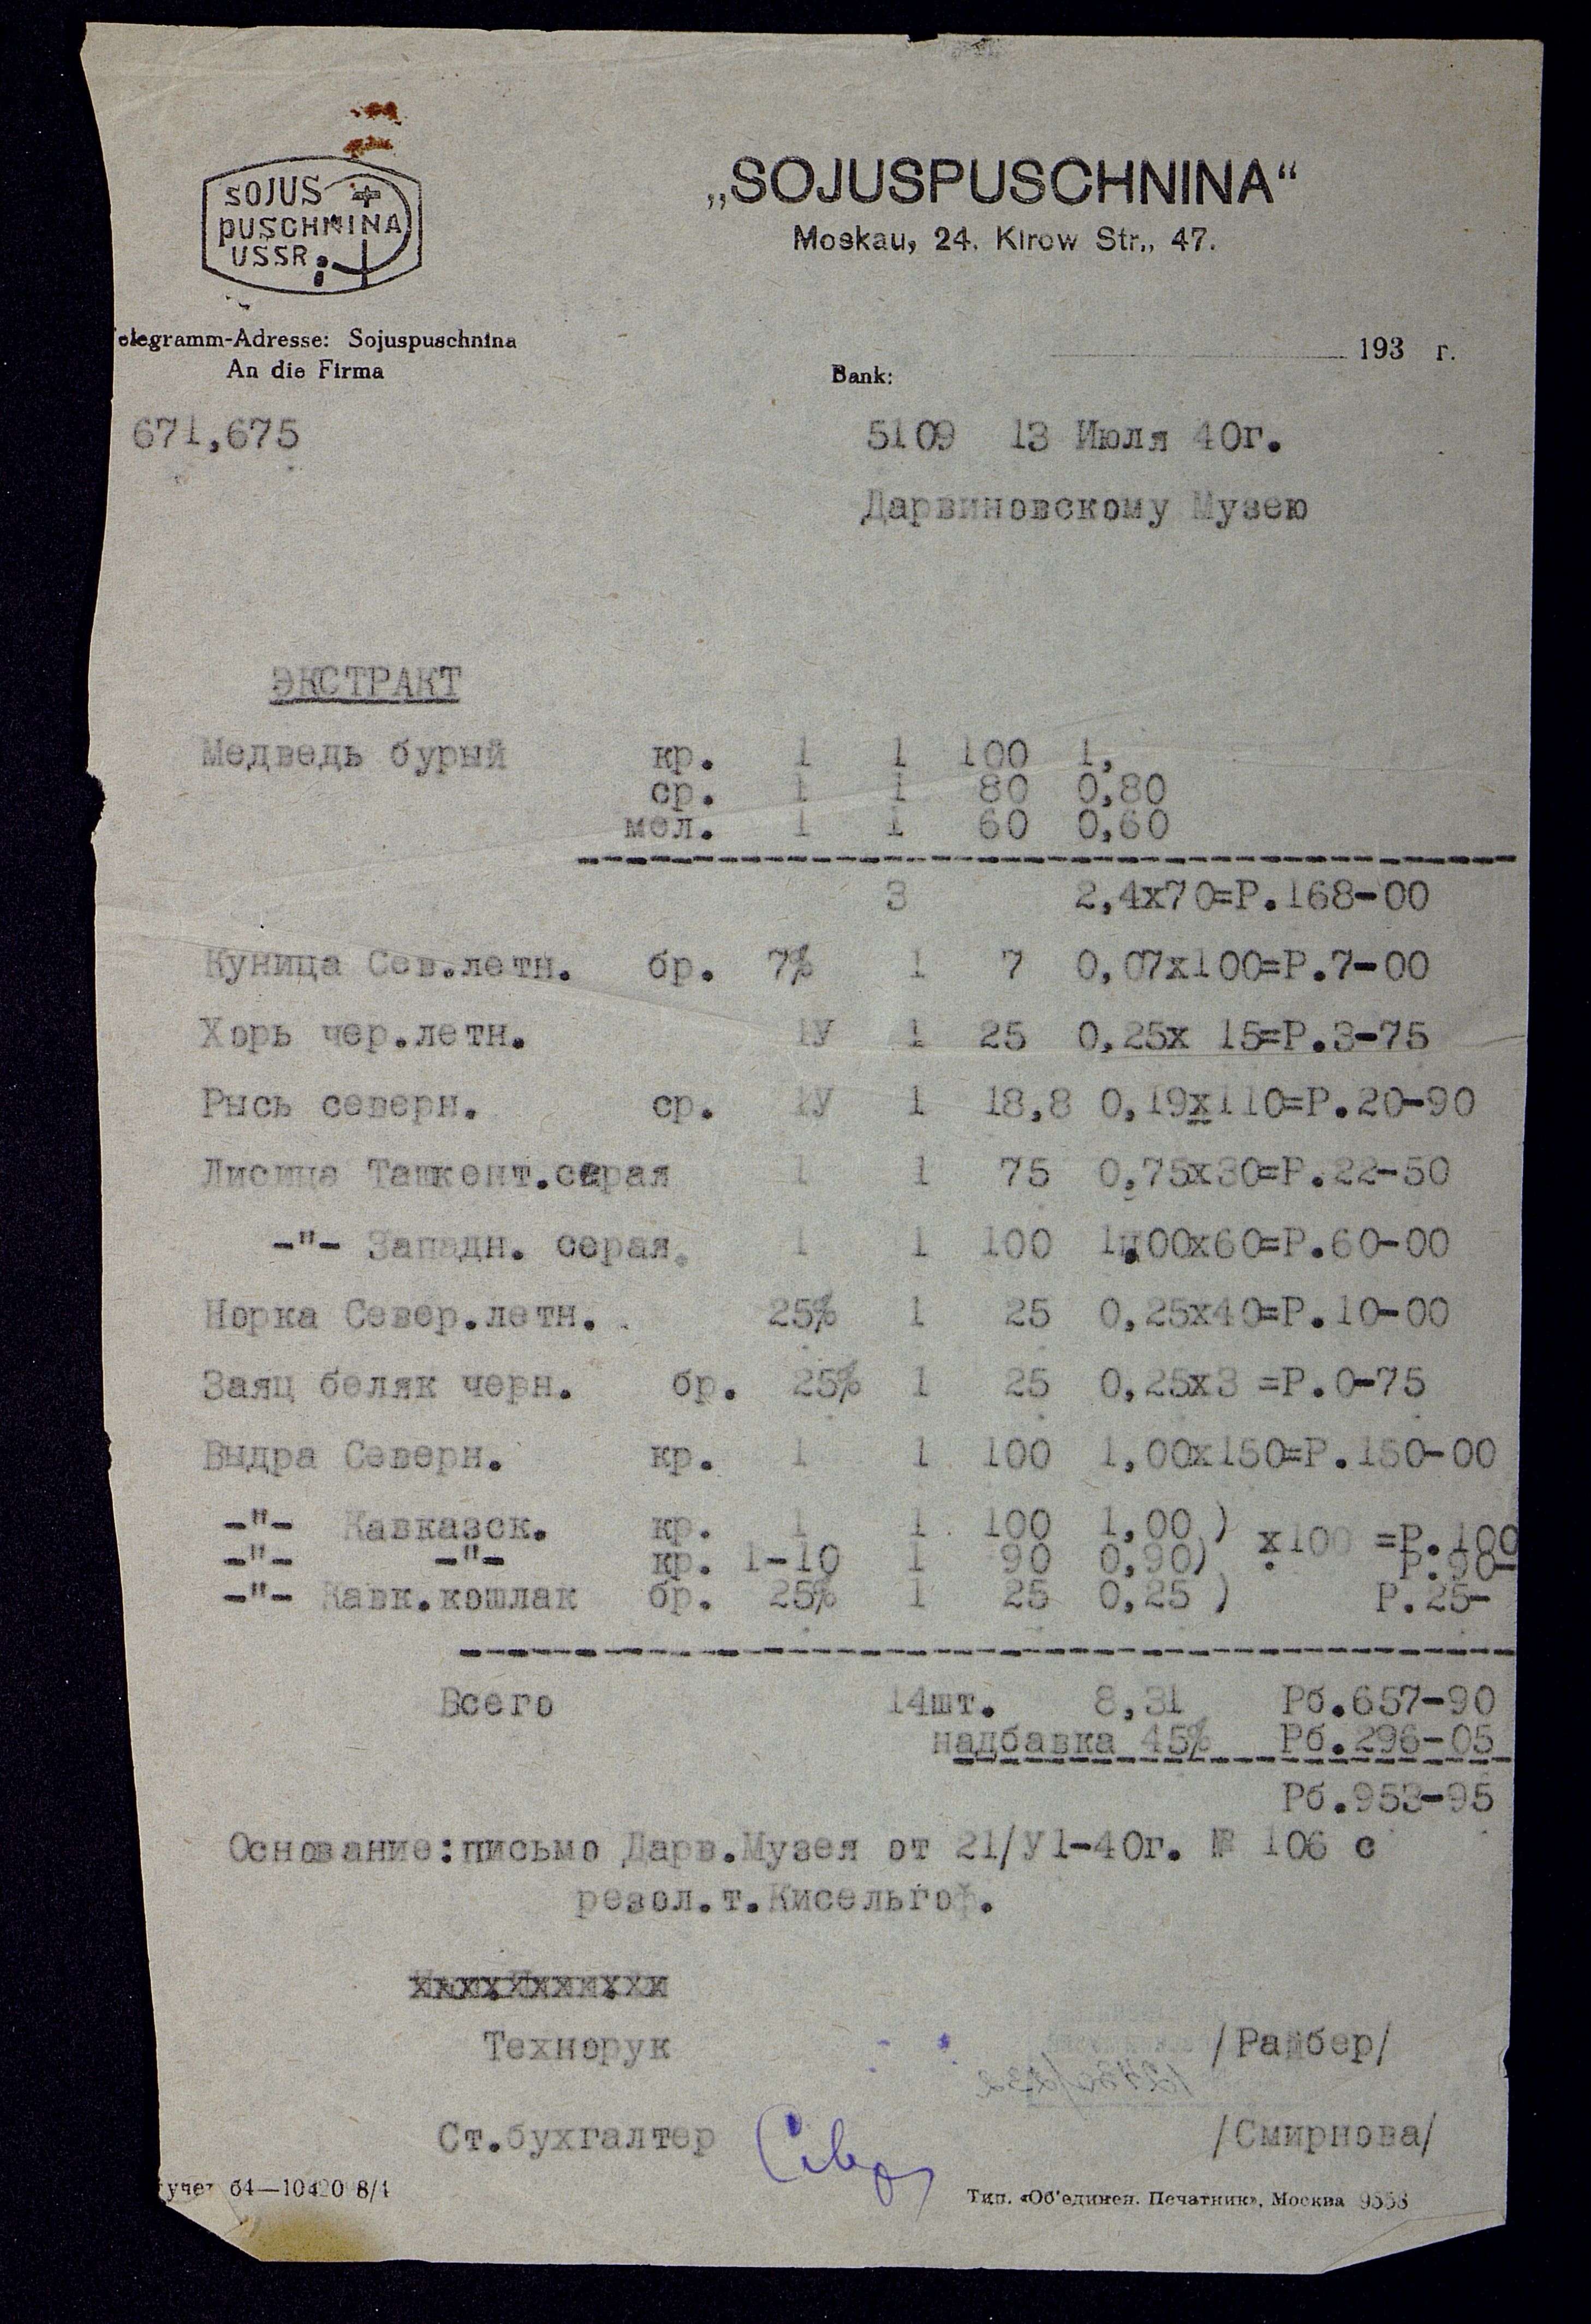 SOJUS
PUSCHNINA
USSR
„SOJUSPUSCHNINA“
Moskau, 24. Kirow Str., 47.
elegramm-Adresse: Sojuspuschnina
An die Firma
193 г.
Bank:
671,675
5109 13 Июля 40г.
Дарвиновскому Музею
ЭКСТРАКТ
Медведь бурый кр. 1 1 100 1,
ср. 1 1 80 0,80
мел. 1 1 60 0,60
3 2,4х70=Р.168-00
Куница Сев.летн. бр. 7% 1 7 0,07х100=Р.7-00
Хорь чер.летн. 1У 1 25 0,25х 15=Р.3-75
Рысь северн. ср. 1У 1 18,8 0,19х110=Р.20-90
Лисица Ташкент.серая 1 1 75 0,75х30=Р.22-50
-"- Западн. серая. 1 1 100 1,00х60=Р.60-00
Норка Север.летн. 25% 1 25 0,25х40=Р.10-00
Заяц беляк черн. бр. 25% 1 25 0,25х3 =Р.0-75
Выдра Северн. кр. 1 1 100 1,00х150=Р.150-00
-"- Кавказск. кр. 1 1 100 1,00 ) х100 =Р.100
-"- -"- кр. 1-10 1 90 0,90) Р.90-
-"- Кавк.кошлак бр. 25% 1 25 0,25 ) Р.25-
Всего 14шт. 8,31 Рб.657-90
надбавка 45% Рб.296-05
Рб.953-95
Основание:письмо Дарв.Музея от 21/У1-40г. № 106 с
резол.т.Кисельгоф.
Технорук /Рамбер/
Ст.бухгалтер /Смирнова/
учет 64—10420 8/1
Тип. «Об'единен. Печатник», Москва 9558